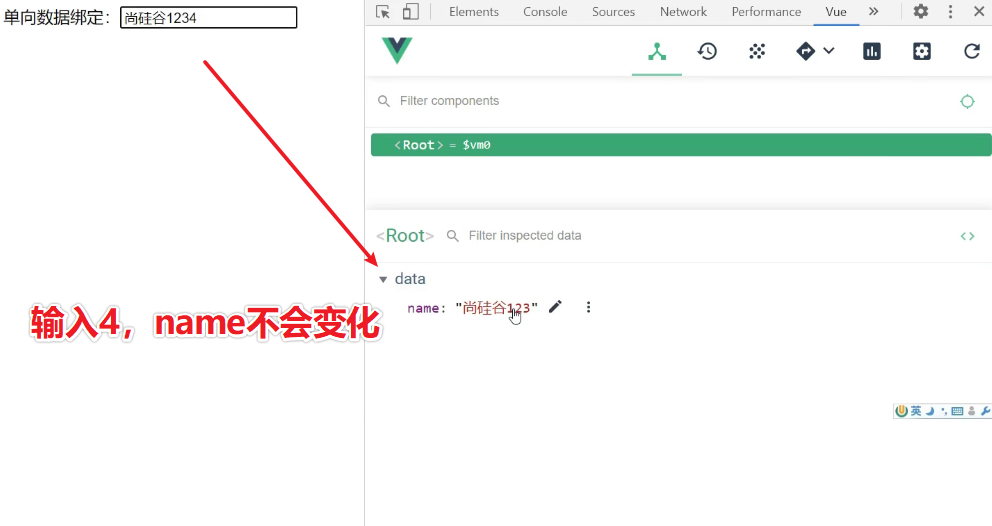 单向数据绑定: 尚硅谷1234
Elements Console Sources Network Performance Vue
Filter components
<Root> = $vm0
<Root> Filter inspected data
data
name: "尚硅谷123"
输入4，name不会变化
英